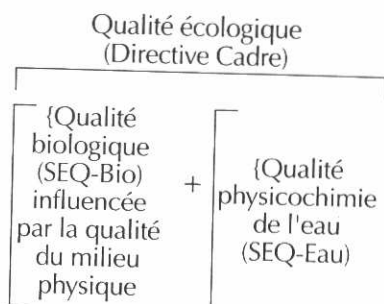 Qualité écologique
(Directive Cadre)
{Qualité
biologique
(SEQ-Bio)
influencée
par la qualité
du milieu
physique
+
{Qualité
physicochimie
de l'eau
(SEQ-Eau)